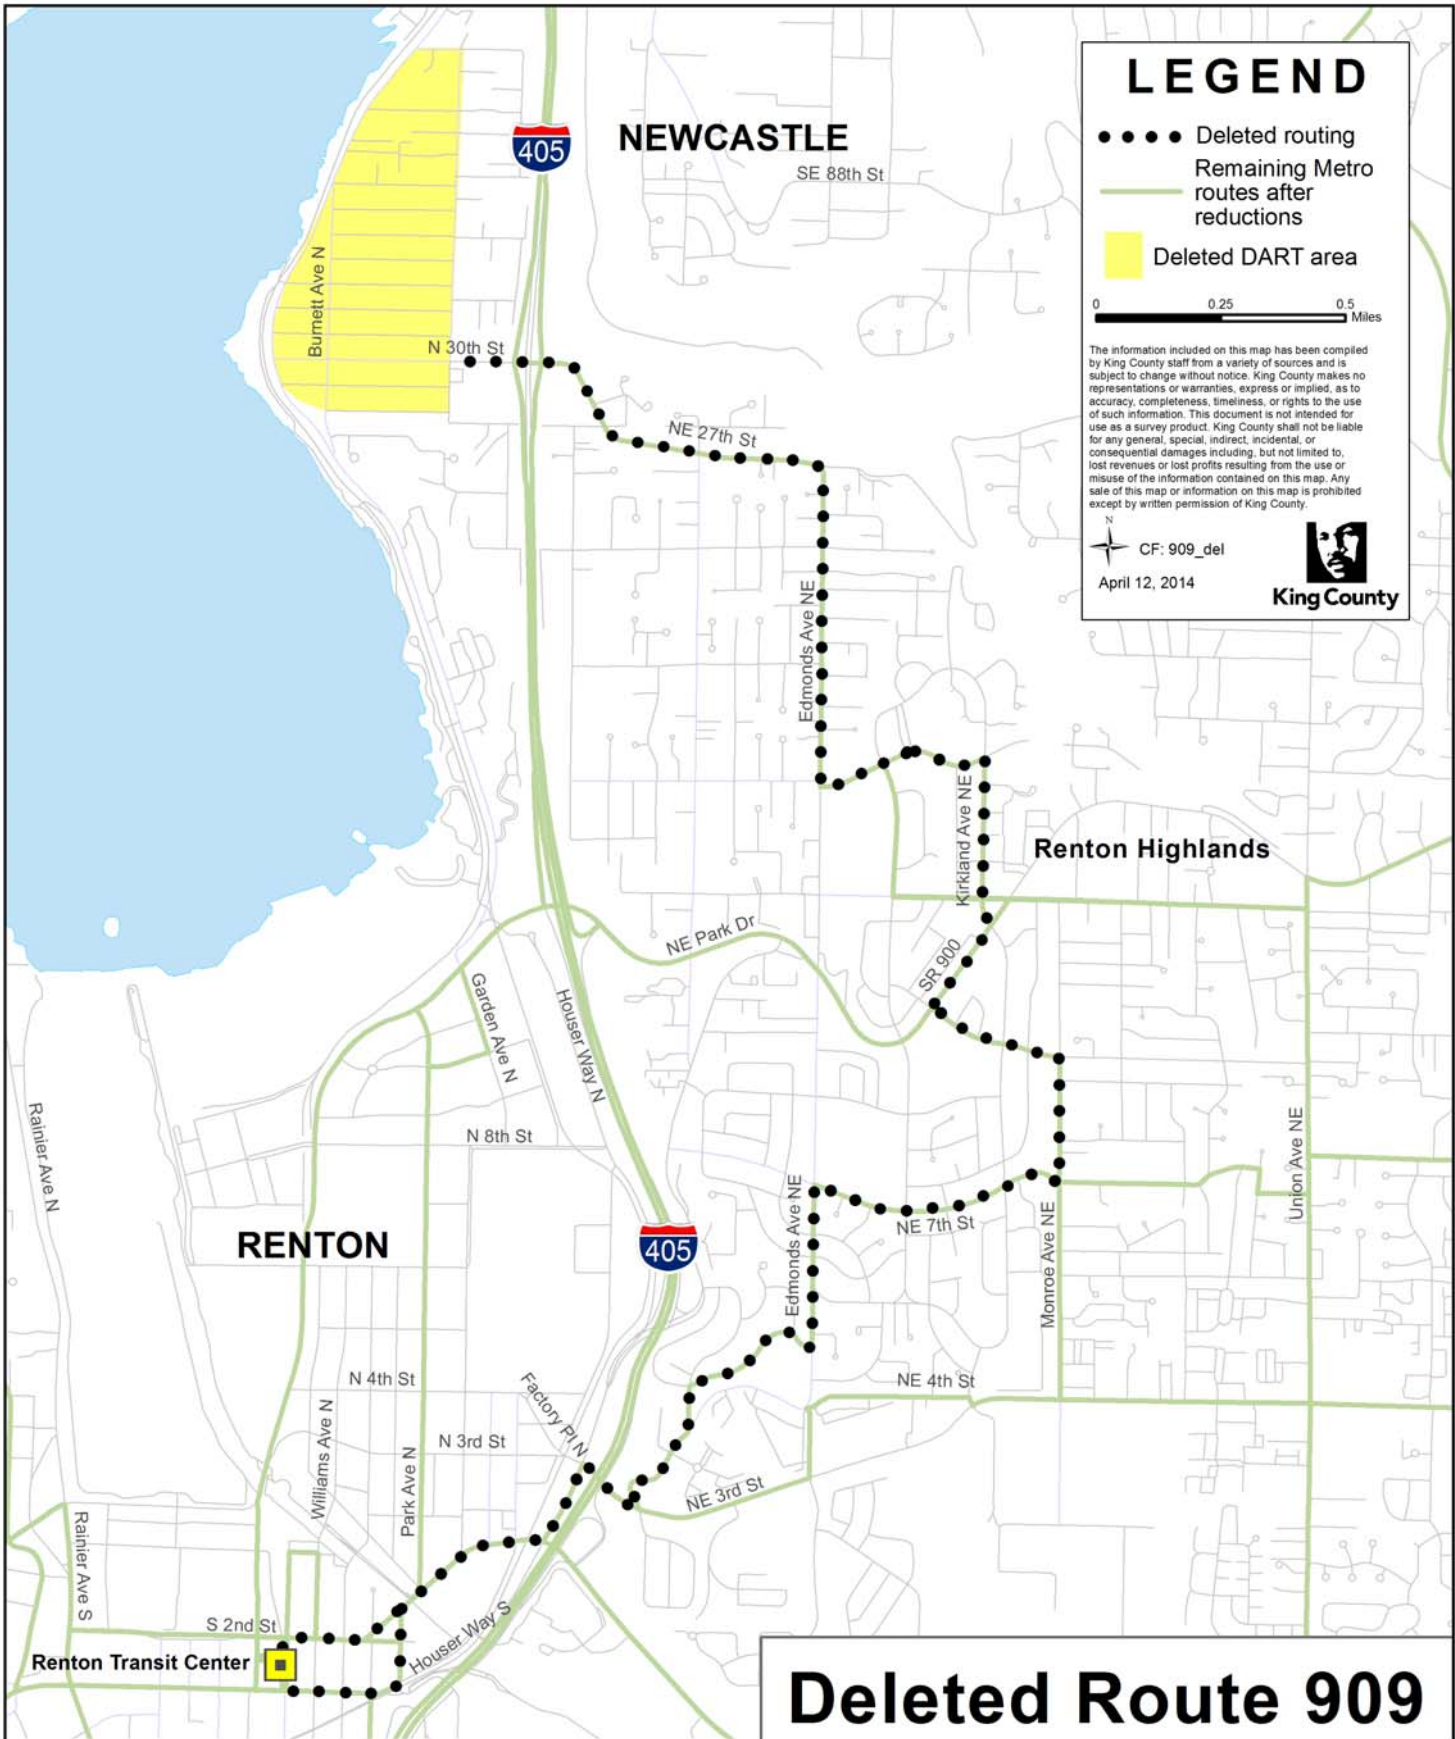 LEGEND
Deleted routing
Remaining Metro
routes after
reductions
Deleted DART area
0 0.25 0.5
Miles
The information included on this map has been compiled
by King County staff from a variety of sources and is
subject to change without notice. King County makes no
representations or warranties, express or implied, as to
accuracy, completeness, timeliness, or rights to the use
of such information. This document is not intended for
use as a survey product. King County shall not be liable
for any general, special, indirect, incidental, or
consequential damages including, but not limited to,
lost revenues or lost profits resulting from the use or
misuse of the information contained on this map. Any
sale of this map or information on this map is prohibited
except by written permission of King County.
N
CF: 909_del
April 12, 2014
King County
405
NEWCASTLE
SE 88th St
Burnett Ave N
N 30th St
NE 27th St
Edmonds Ave NE
Kirkland Ave NE
Renton Highlands
NE Park Dr
SR 900
Garden Ave N
Houser Way N
Rainier Ave N
N 8th St
Union Ave NE
Edmonds Ave NE
NE 7th St
Monroe Ave NE
RENTON
405
N 4th St
NE 4th St
Factory Pl N
Williams Ave N
N 3rd St
Park Ave N
NE 3rd St
Rainier Ave S
S 2nd St
Houser Way S
Renton Transit Center
Deleted Route 909